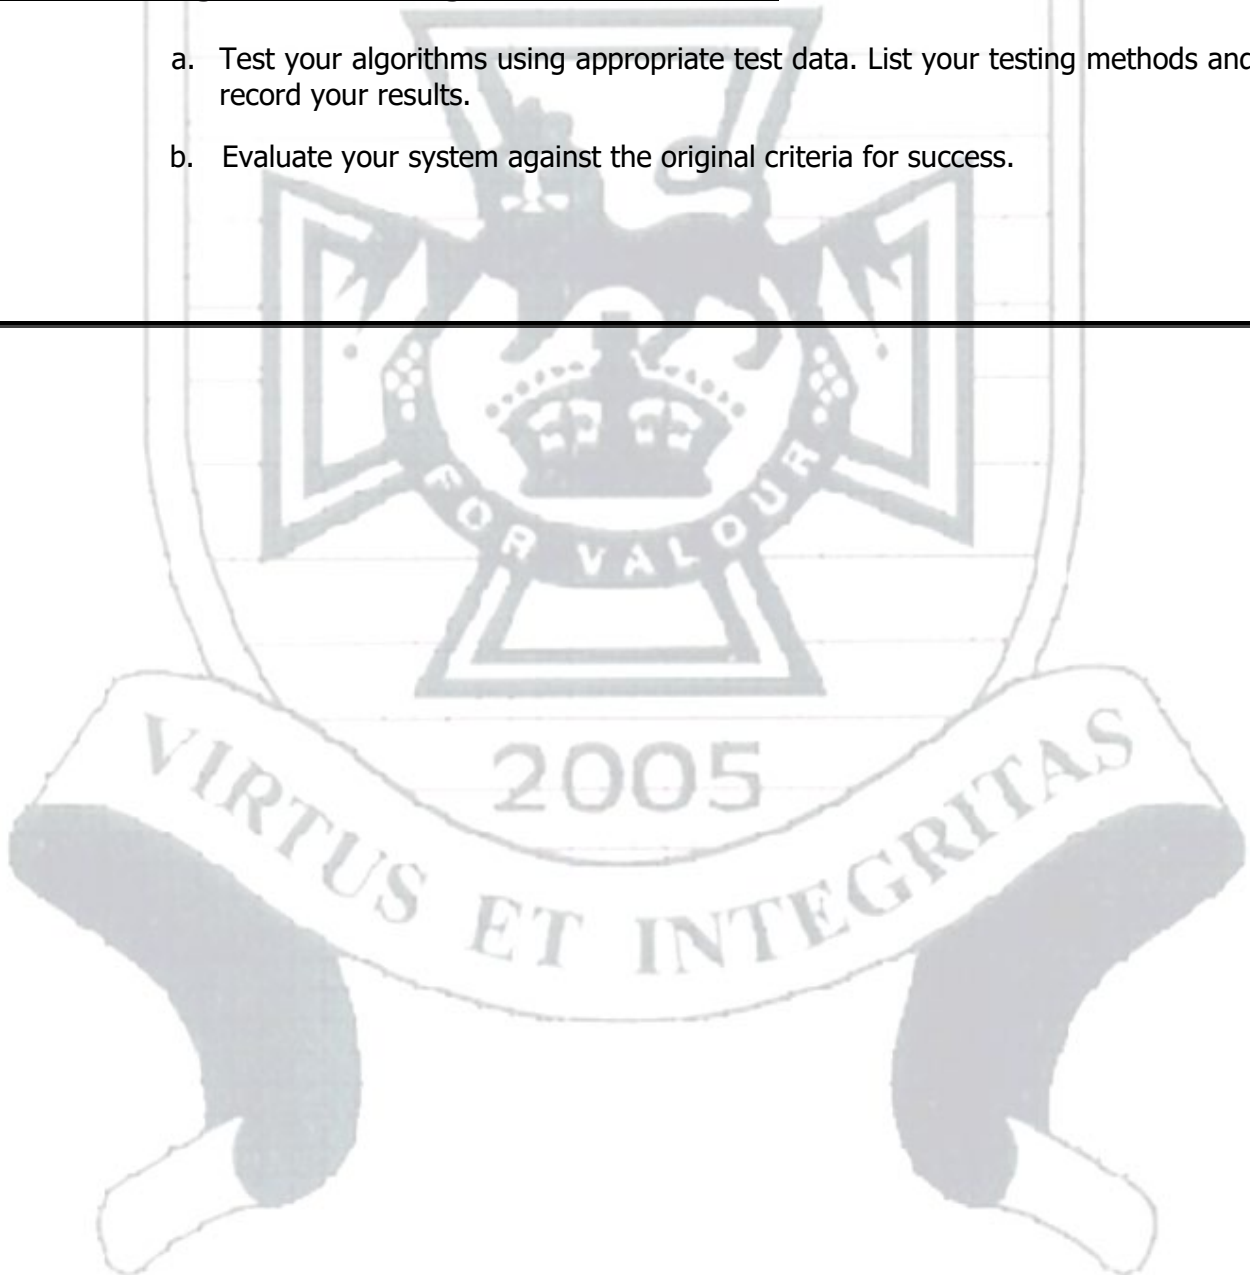 a. Test your algorithms using appropriate test data. List your testing methods and
record your results.
b. Evaluate your system against the original criteria for success.
FOR VALOUR
2005
VIRTUS ET INTEGRITAS